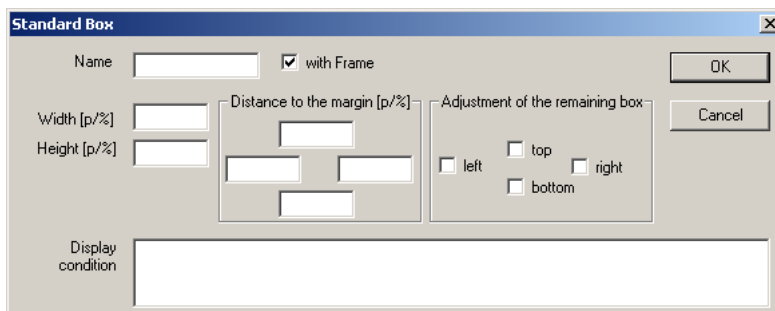 Standard Box
Name
with Frame
OK
Width [p/%]
Height [p/%]
Distance to the margin [p/%]
Adjustment of the remaining box
left
top
right
bottom
Cancel
Display
condition